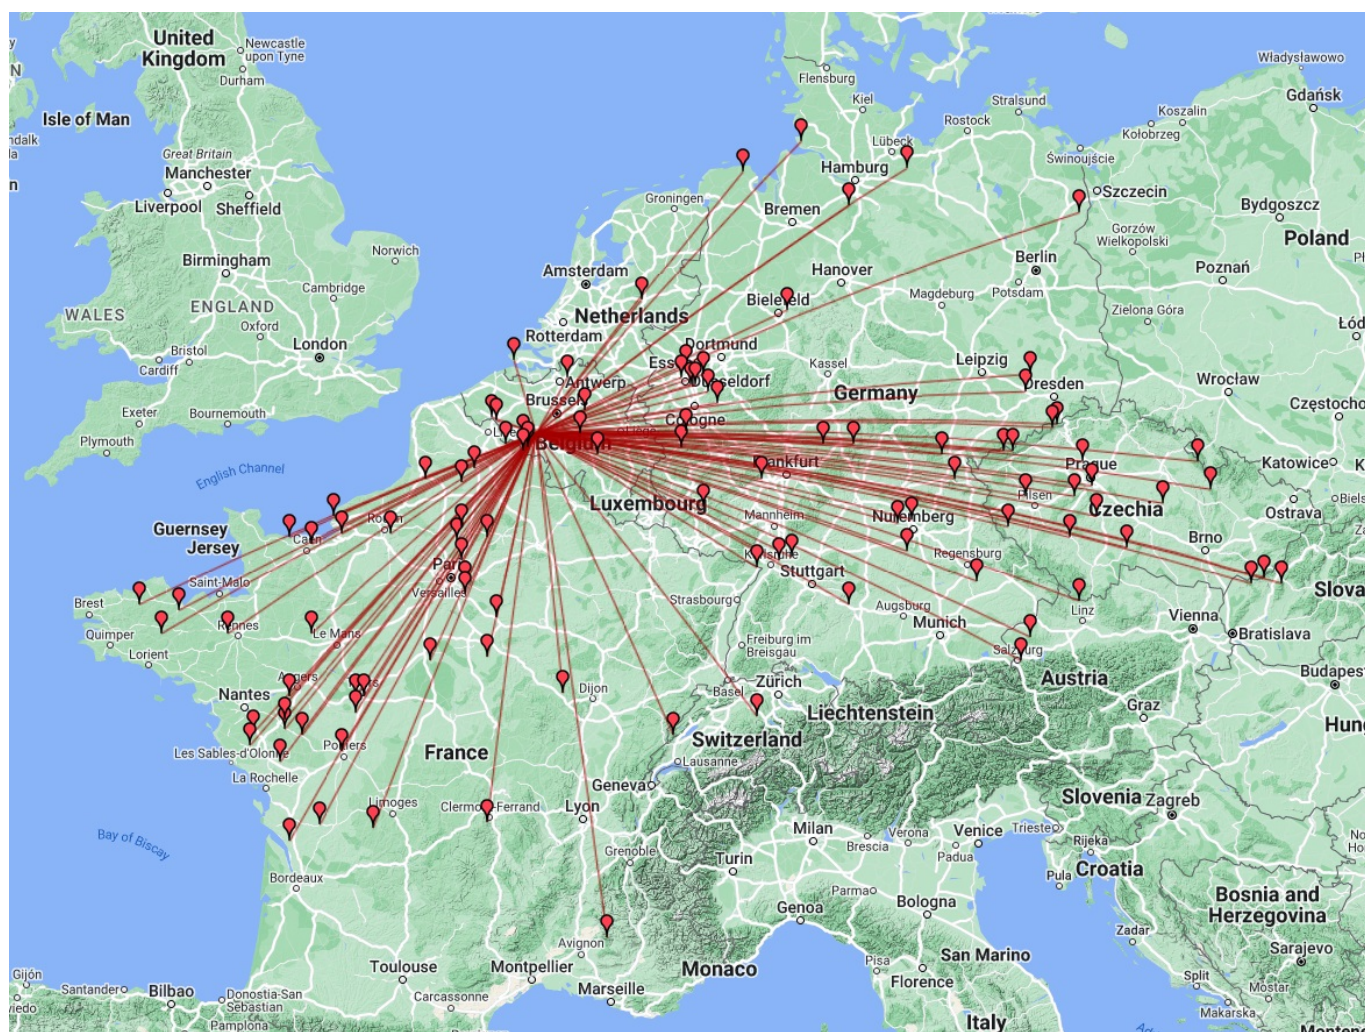 United
Kingdom
Newcastle
upon Tyne
Durham
Isle of Man
Great Britain
Manchester
Liverpool
Sheffield
Norwich
Birmingham
Cambridge
ENGLAND
WALES
Oxford
London
Bristol
Cardiff
Exeter
Bournemouth
Plymouth
English Channel
Guernsey
Jersey
Flensburg
Kiel
Stralsund
Rostock
Lübeck
Hamburg
Bremen
Świnoujście
Szczecin
Koszalin
Kołobrzeg
Władysławowo
Gdańsk
Bydgoszcz
Poland
Gorzów
Wielkopolski
Poznań
Zielona Góra
Wrocław
Katowice
Ostrava
Groningen
Amsterdam
Netherlands
Rotterdam
Hanover
Berlin
Potsdam
Magdeburg
Bielefeld
Dortmund
Düsseldorf
Cologne
Kassel
Leipzig
Dresden
Germany
Antwerp
Brussels
Belgium
Luxembourg
Frankfurt
Mannheim
Nuremberg
Karlsruhe
Stuttgart
Regensburg
Augsburg
Munich
Prague
Pilsen
Czechia
Brno
Linz
Vienna
Bratislava
Salzburg
Austria
Graz
Caen
Paris
Versailles
Saint-Malo
Brest
Quimper
Rennes
Lorient
Le Mans
Angers
Nantes
Les Sables-d'Olonne
Poitiers
La Rochelle
France
Limoges
Clermont-Ferrand
Lyon
Dijon
Strasbourg
Freiburg im
Breisgau
Basel
Zürich
Liechtenstein
Switzerland
Lausanne
Geneva
Grenoble
Bay of Biscay
Bordeaux
Avignon
Toulouse
Montpellier
Marseille
Carcassonne
Monaco
Gijón
Santander
Bilbao
Donostia-San
Sebastian
Pamplona
Milan
Turin
Brescia
Verona
Venice
Padua
Parma
Genoa
Bologna
Pisa
Florence
San Marino
Italy
Slovenia
Zagreb
Trieste
Rijeka
Pula
Croatia
Zadar
Split
Makarska
Bosnia and
Herzegovina
Sarajevo
Mostar